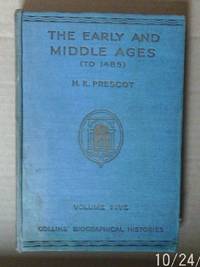 THE EARLY AND
MIDDLE AGES
(TO 1485)
H. K. PRESCOT
VOLUME FIVE
COLLINS' BIOGRAPHICAL HISTORIES
10/24/